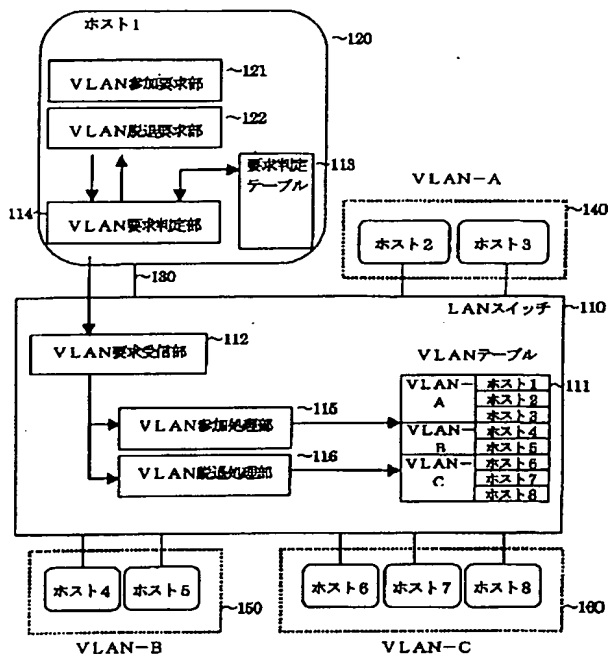 ホスト1
~120
VLAN参加要求部
~121
VLAN脱退要求部
~122
要求判定
テーブル
113
114
VLAN要求判定部
VLAN-A
~140
ホスト2
ホスト3
~130
LANスイッチ
~110
VLAN要求受信部
~112
VLANテーブル
~111
VLAN-
A
ホスト1
ホスト2
ホスト3
VLAN-
B
ホスト4
ホスト5
VLAN-
C
ホスト6
ホスト7
ホスト8
VLAN参加処理部
~115
VLAN脱退処理部
~116
ホスト4
ホスト5
~150
VLAN-B
ホスト6
ホスト7
ホスト8
~160
VLAN-C